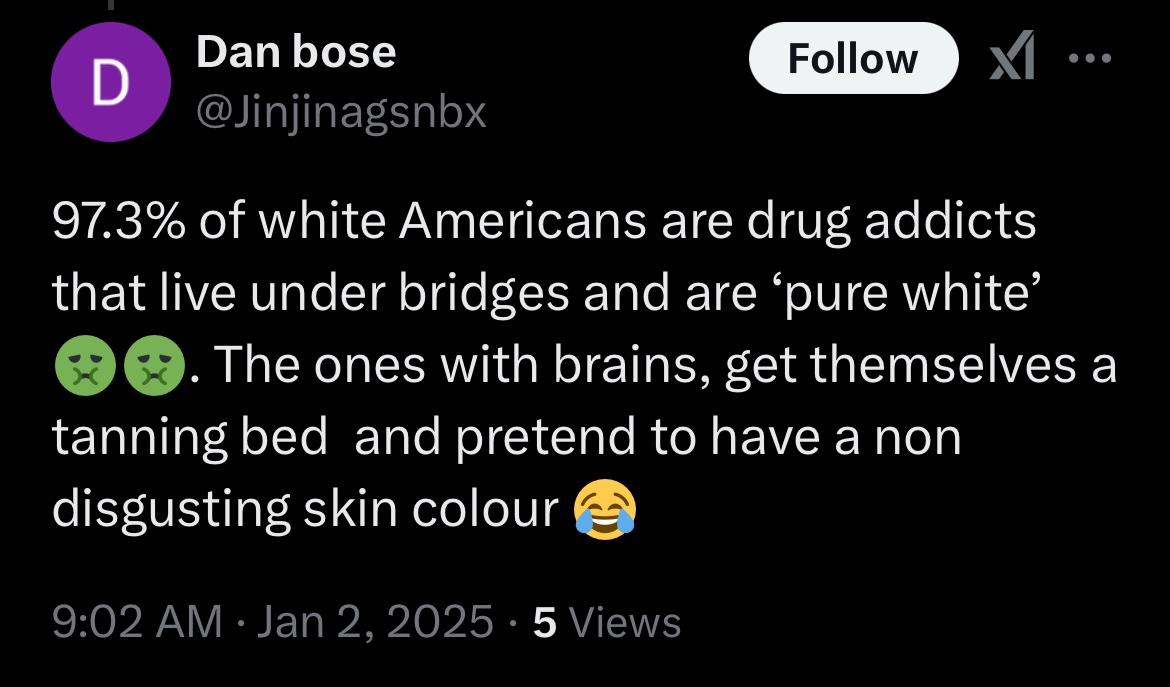 D
Dan bose
Follow
@Jinjinagsnbx
97.3% of white Americans are drug addicts
that live under bridges and are ‘pure white’
🤢🤢. The ones with brains, get themselves a
tanning bed  and pretend to have a non
disgusting skin colour 😂
9:02 AM · Jan 2, 2025 · 5 Views